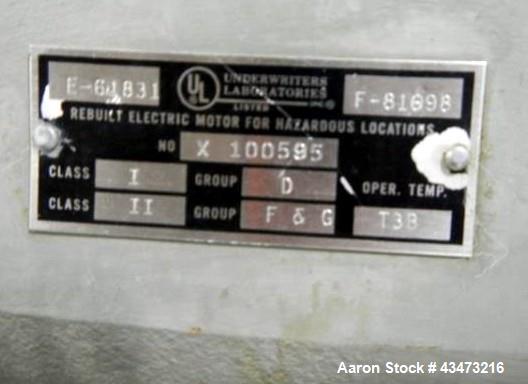 E-61831 UL UNDERWRITERS LABORATORIES INC.® LISTED F-81698
REBUILT ELECTRIC MOTOR FOR HAZARDOUS LOCATIONS
NO X 100595
CLASS I GROUP D OPER. TEMP.
CLASS II GROUP F & G T3B
Aaron Stock # 43473216